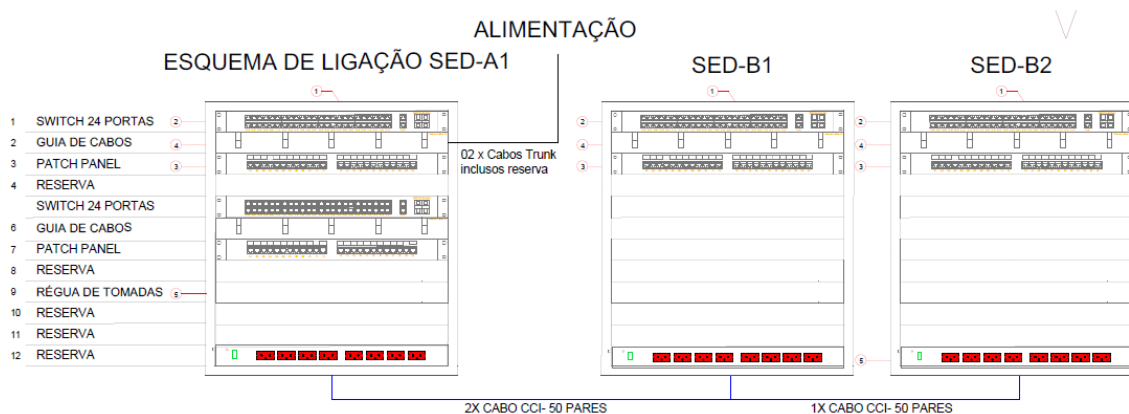 ALIMENTAÇÃO
ESQUEMA DE LIGAÇÃO SED-A1
SED-B1
SED-B2
1
1
1
1 SWITCH 24 PORTAS 2
2 GUIA DE CABOS 4
3 PATCH PANEL 3
4 RESERVA
SWITCH 24 PORTAS
6 GUIA DE CABOS
7 PATCH PANEL
8 RESERVA
9 RÉGUA DE TOMADAS 5
10 RESERVA
11 RESERVA
12 RESERVA
02 x Cabos Trunk
inclusos reserva
2
4
3
5
2
4
3
2X CABO CCI- 50 PARES
1X CABO CCI- 50 PARES